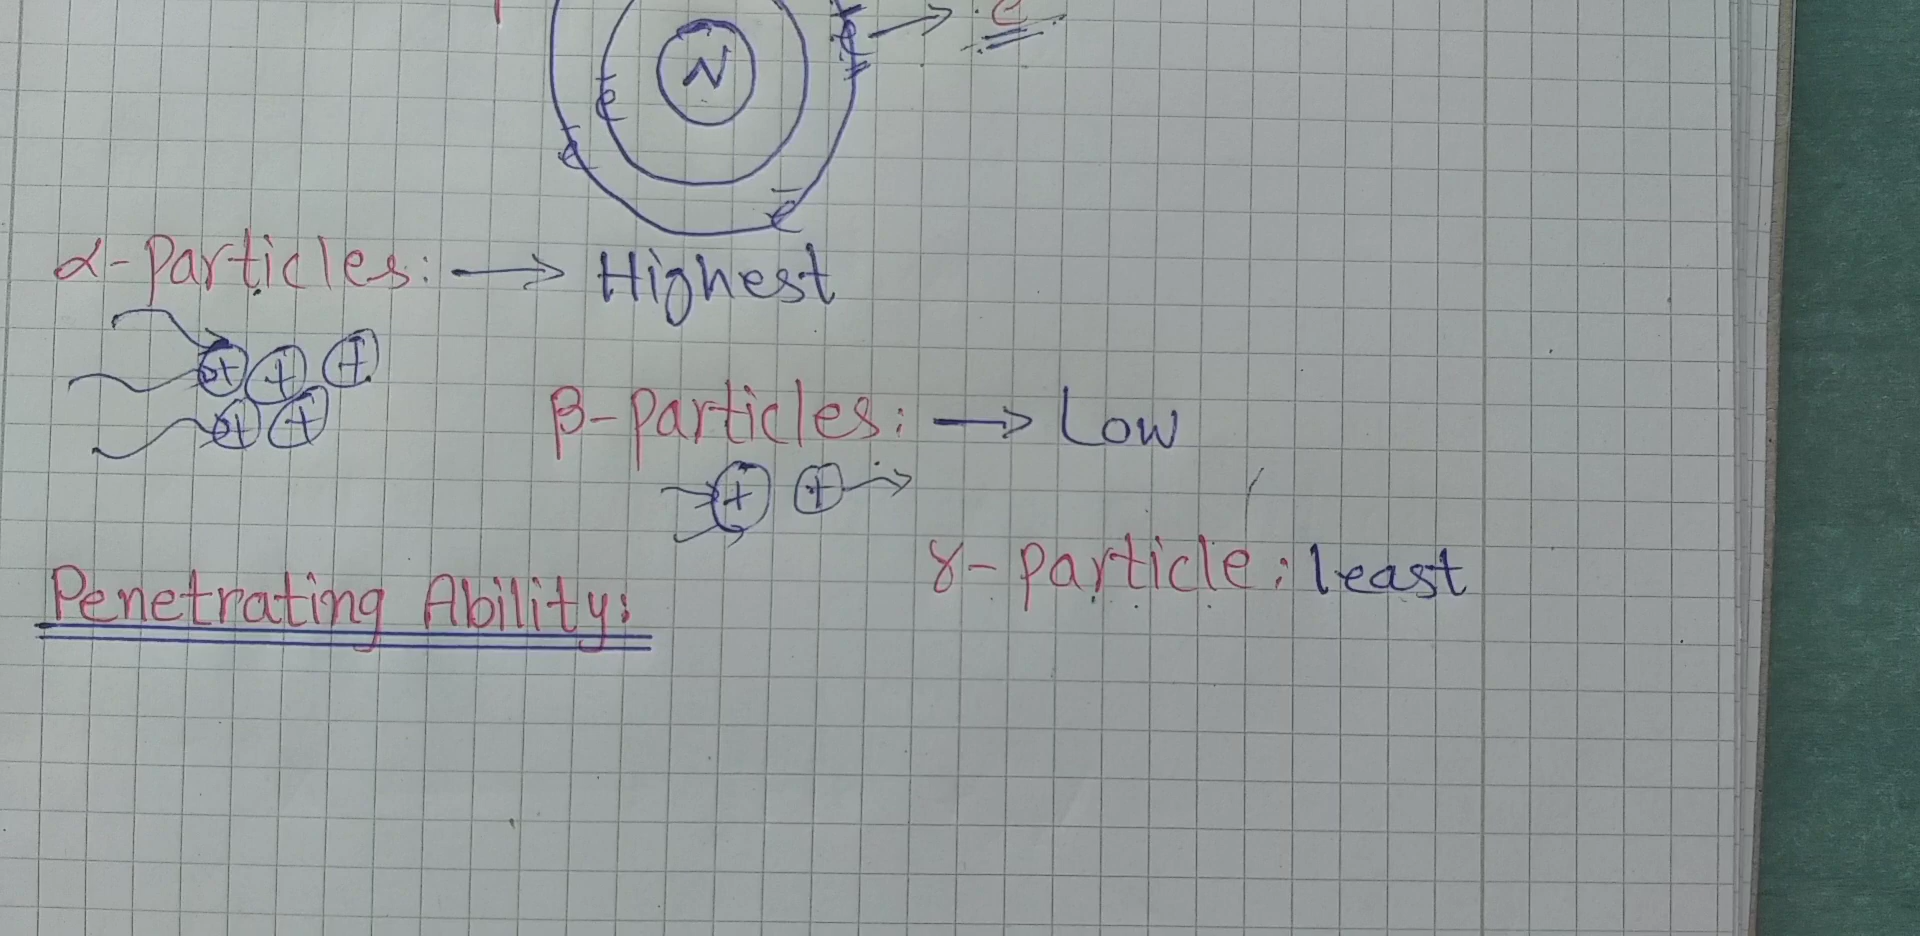 N
e
e
e
e
e
α-Particles: → Highest
+ + +
+ +
β-Particles: → Low
+ +
γ-Particle: least
Penetrating Ability: